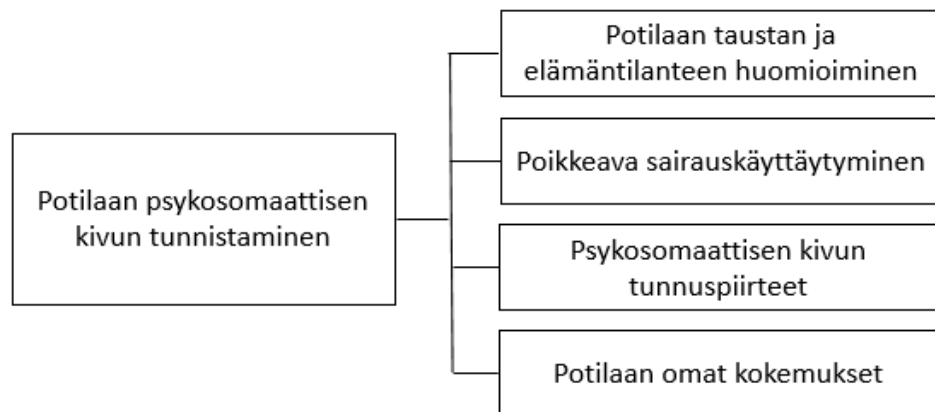 Potilaan psykosomaattisen
kivun tunnistaminen
Potilaan taustan ja
elämäntilanteen huomioiminen
Poikkeava sairauskäyttäytyminen
Psykosomaattisen kivun
tunnuspiirteet
Potilaan omat kokemukset